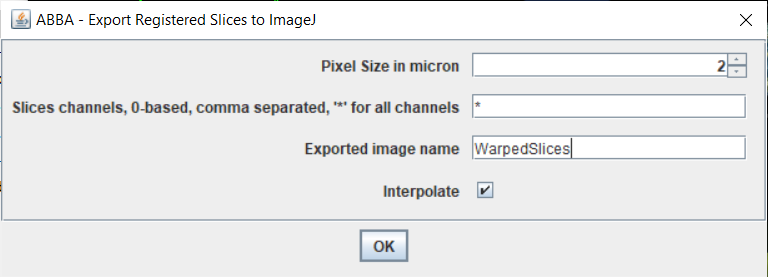 ABBA - Export Registered Slices to ImageJ
Pixel Size in micron 2
Slices channels, 0-based, comma separated, '*' for all channels *
Exported image name WarpedSlices
Interpolate
OK